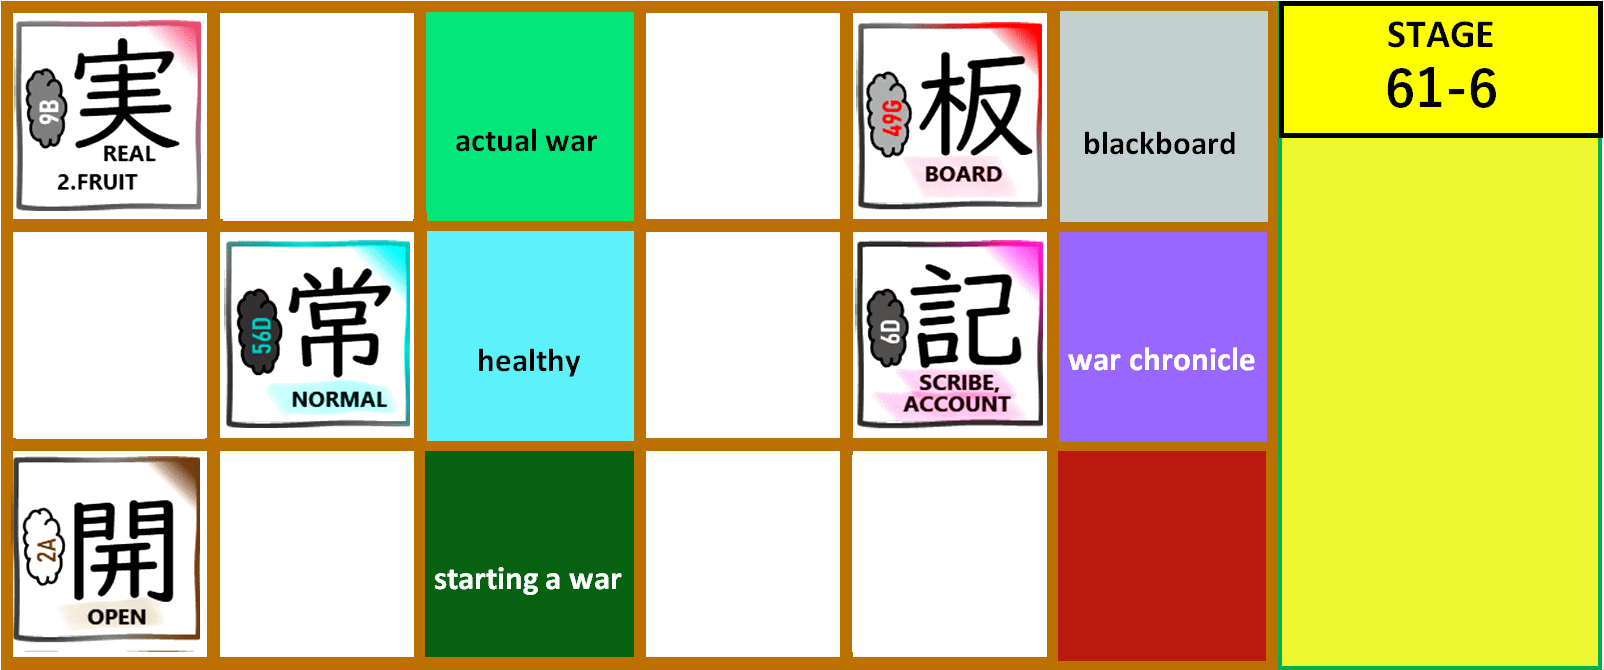 実
9B
REAL
2.FRUIT
actual war
板
49G
BOARD
blackboard
STAGE
61-6
常
56D
NORMAL
healthy
記
6D
SCRIBE,
ACCOUNT
war chronicle
開
2A
OPEN
starting a war